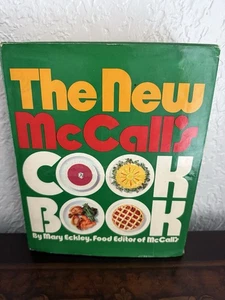 The New
McCall's
COOK
BOOK
By Mary Eckley, Food Editor of McCall's